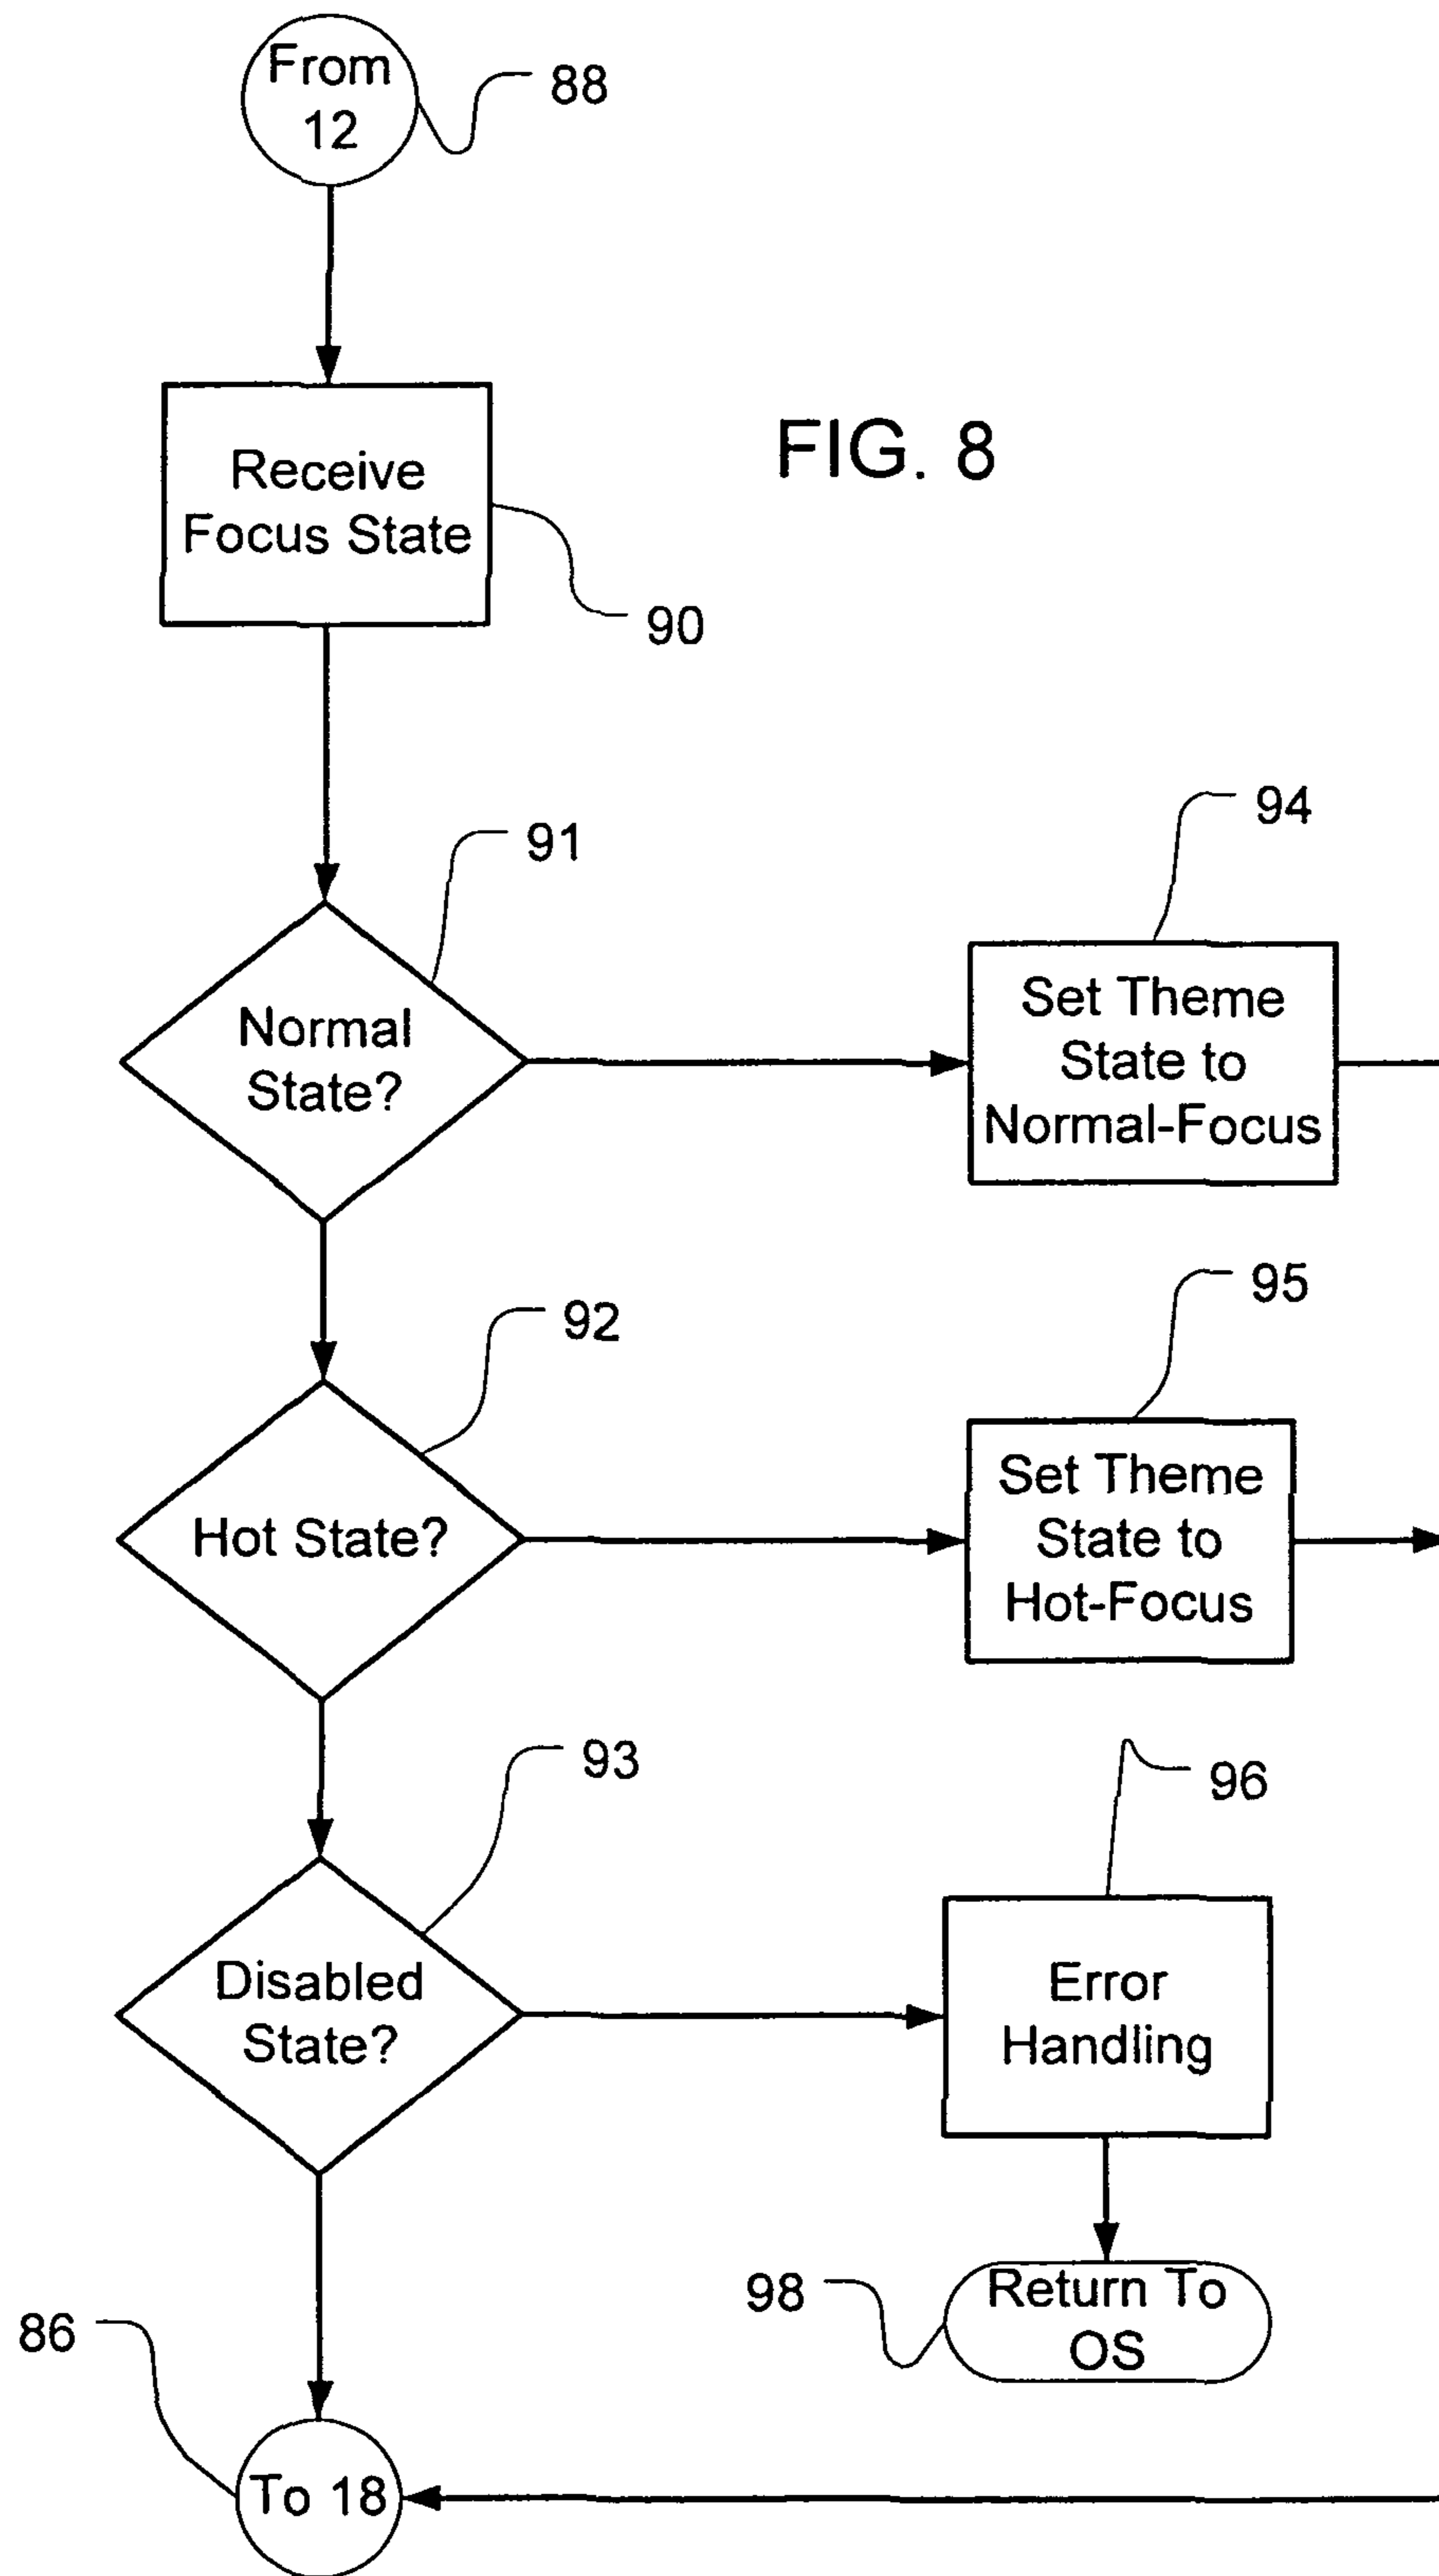 From
12
88
Receive
Focus State
90
FIG. 8
91
Normal
State?
94
Set Theme
State to
Normal-Focus
92
Hot State?
95
Set Theme
State to
Hot-Focus
93
Disabled
State?
96
Error
Handling
98
Return To
OS
86
To 18